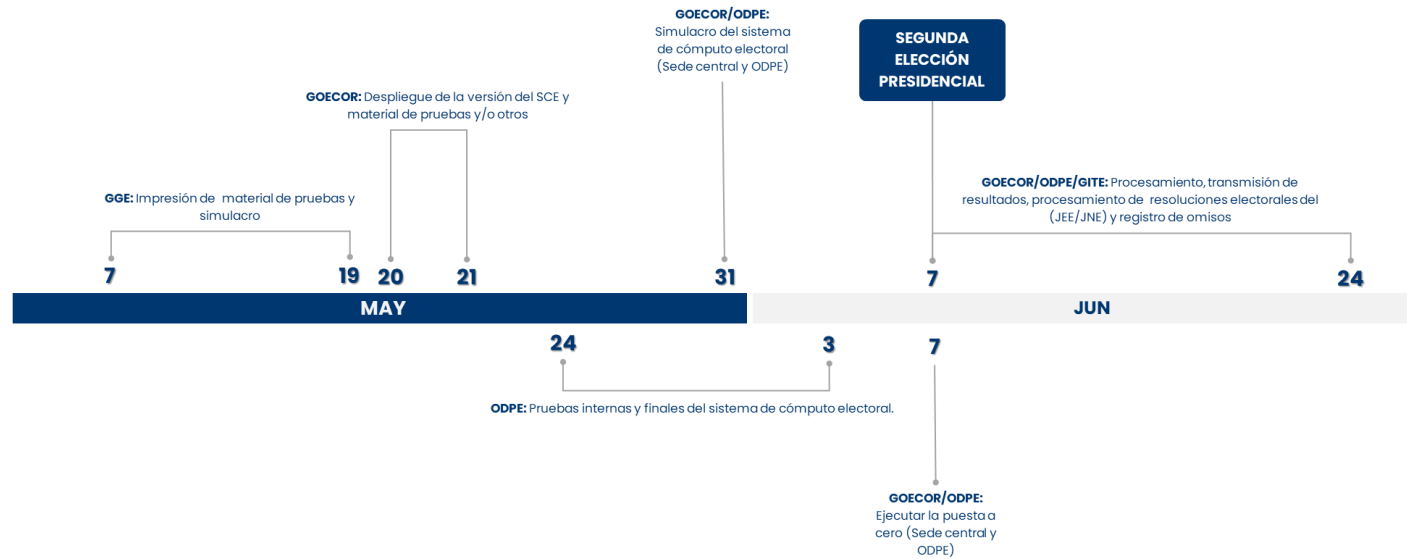 GOECOR/ODPE:
Simulacro del sistema
de cómputo electoral
(Sede central y ODPE)
SEGUNDA
ELECCIÓN
PRESIDENCIAL
GOECOR: Despliegue de la versión del SCE y
material de pruebas y/o otros
GGE: Impresión de material de pruebas y
simulacro
GOECOR/ODPE/GITE: Procesamiento, transmisión de
resultados, procesamiento de resoluciones electorales del
(JEE/JNE) y registro de omisos
7
19
20
21
31
7
24
MAY
JUN
24
3
7
ODPE: Pruebas internas y finales del sistema de cómputo electoral.
GOECOR/ODPE:
Ejecutar la puesta a
cero (Sede central y
ODPE)